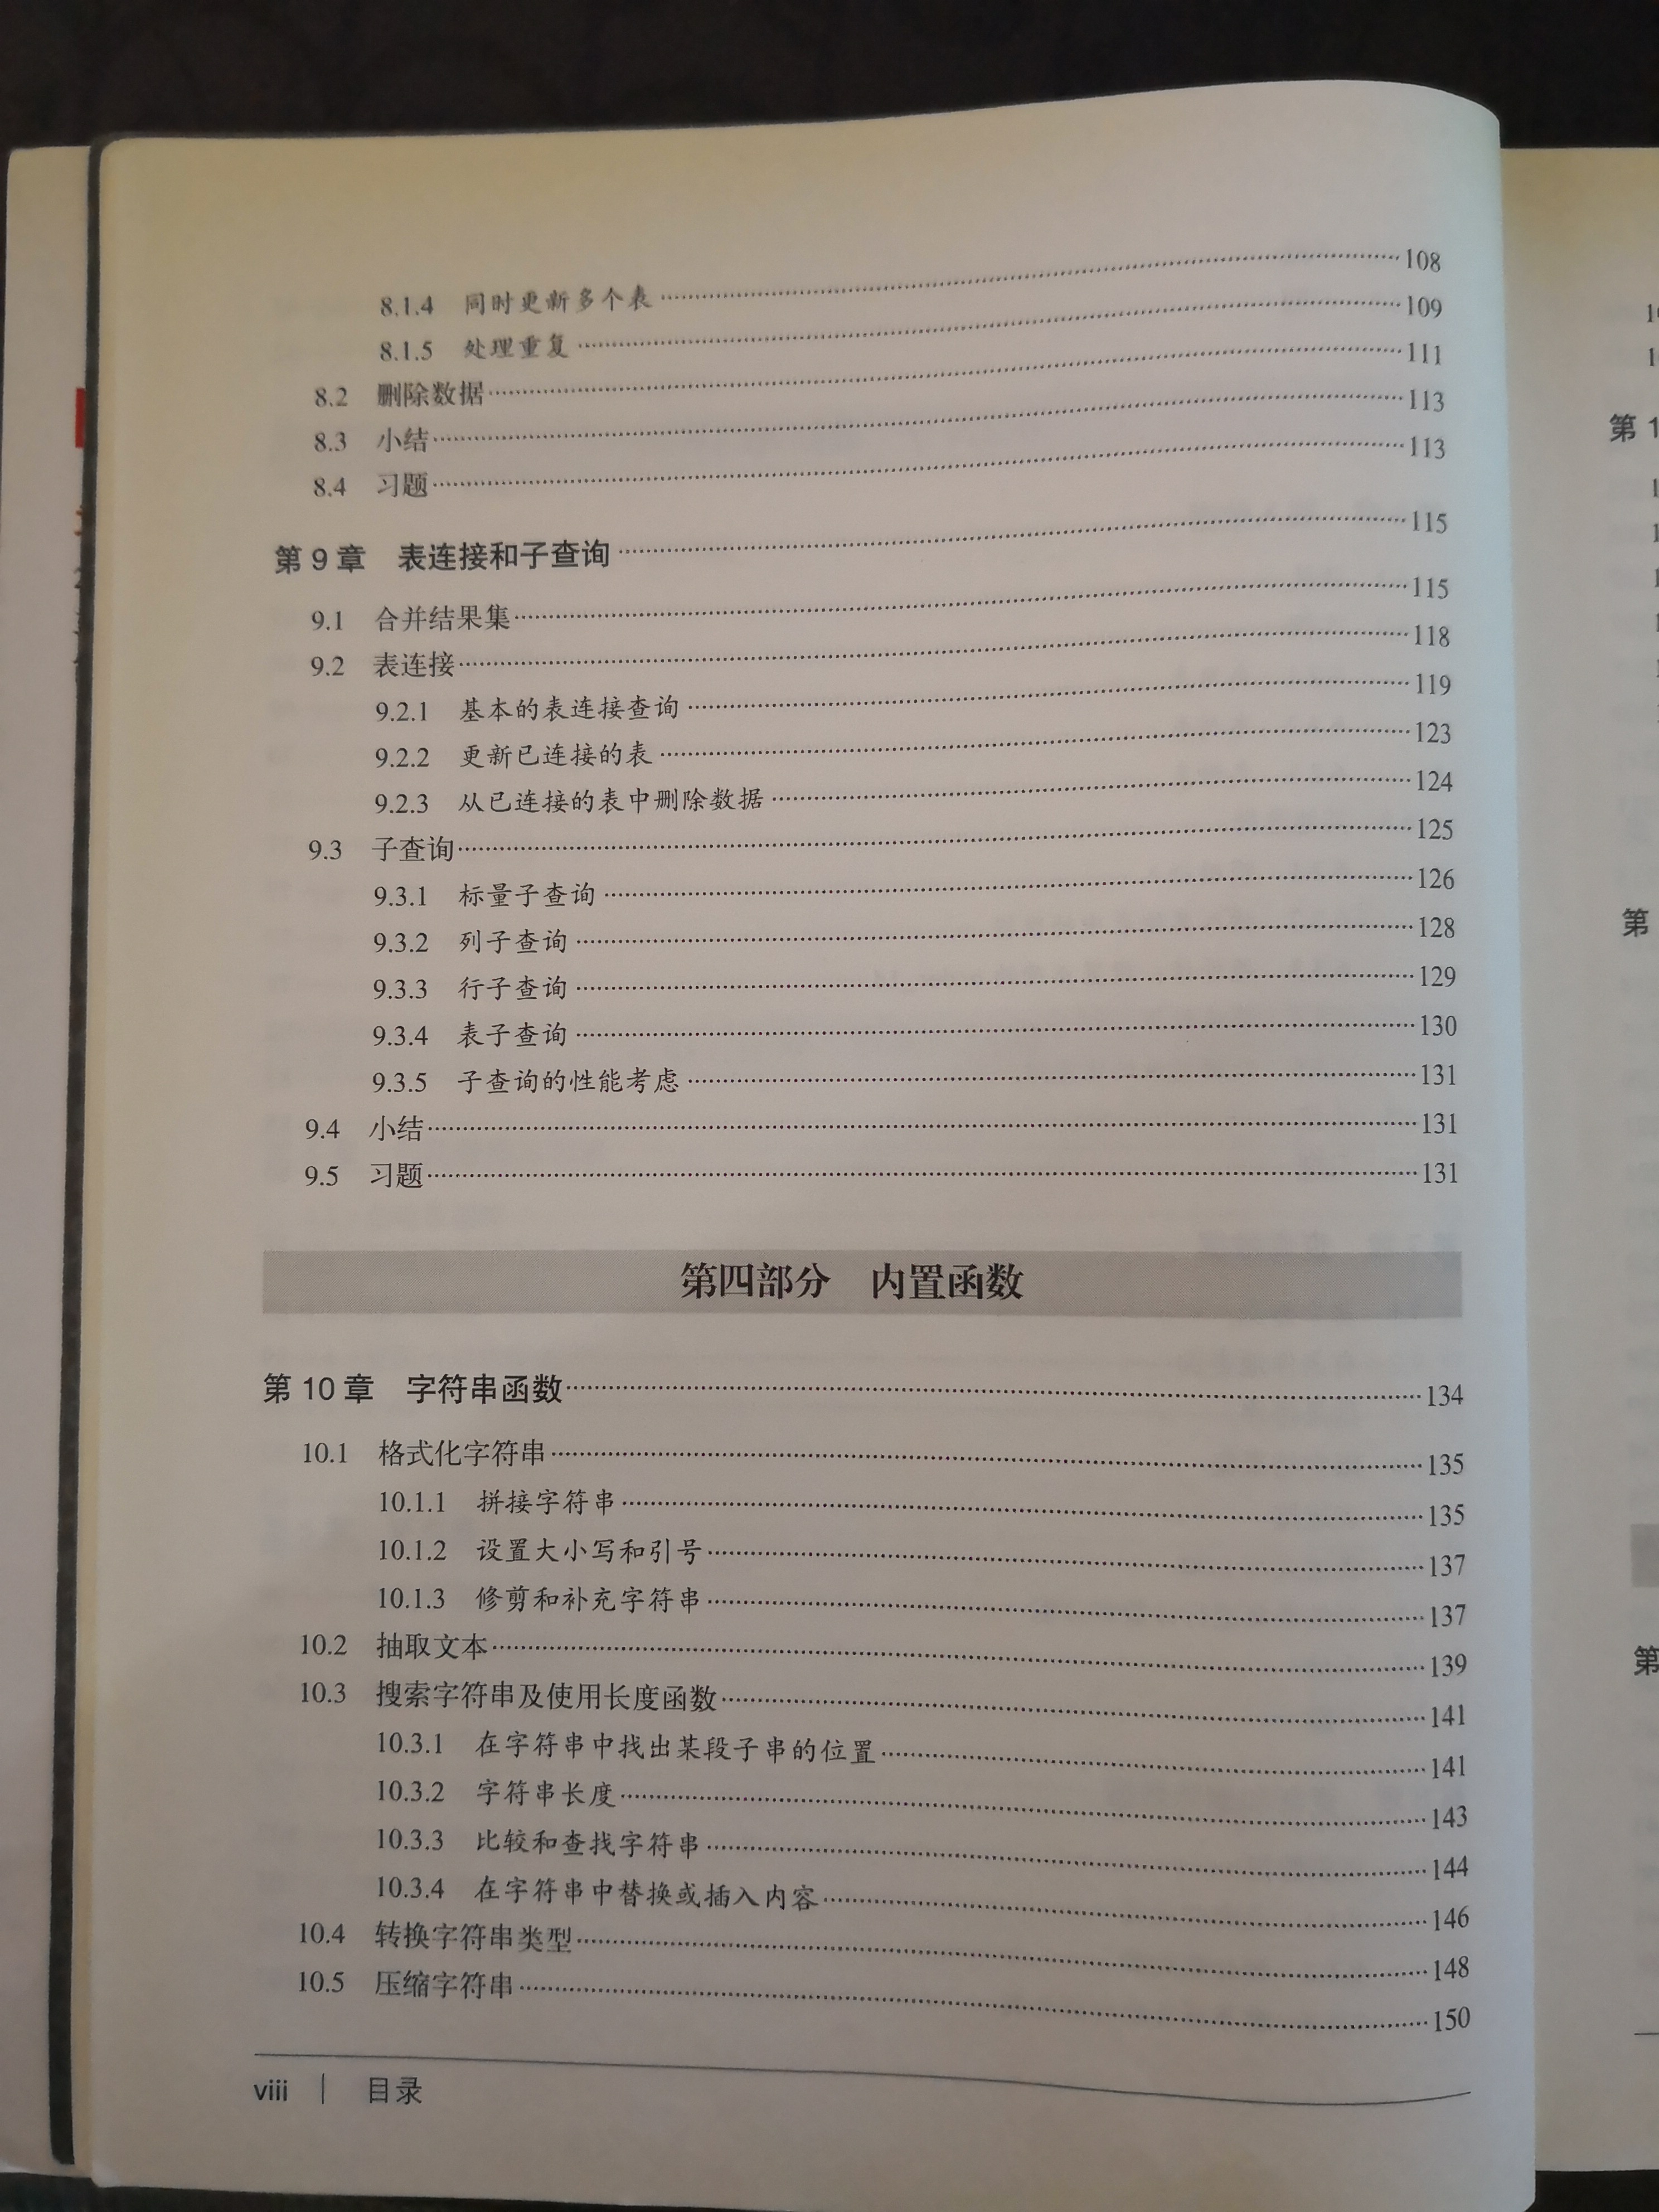 8.1.4 同时更新多个表 108
8.1.5 处理重复 109
8.2 删除数据 111
8.3 小结 113
8.4 习题 113
第9章 表连接和子查询 115
9.1 合并结果集 115
9.2 表连接 118
9.2.1 基本的表连接查询 119
9.2.2 更新已连接的表 123
9.2.3 从已连接的表中删除数据 124
9.3 子查询 125
9.3.1 标量子查询 126
9.3.2 列子查询 128
9.3.3 行子查询 129
9.3.4 表子查询 130
9.3.5 子查询的性能考虑 131
9.4 小结 131
9.5 习题 131
第四部分 内置函数
第10章 字符串函数 134
10.1 格式化字符串 135
10.1.1 拼接字符串 135
10.1.2 设置大小写和引号 137
10.1.3 修剪和补充字符串 137
10.2 抽取文本 139
10.3 搜索字符串及使用长度函数 141
10.3.1 在字符串中找出某段子串的位置 141
10.3.2 字符串长度 143
10.3.3 比较和查找字符串 144
10.3.4 在字符串中替换或插入内容 146
10.4 转换字符串类型 148
10.5 压缩字符串 150
viii | 目录
第 1
第
第